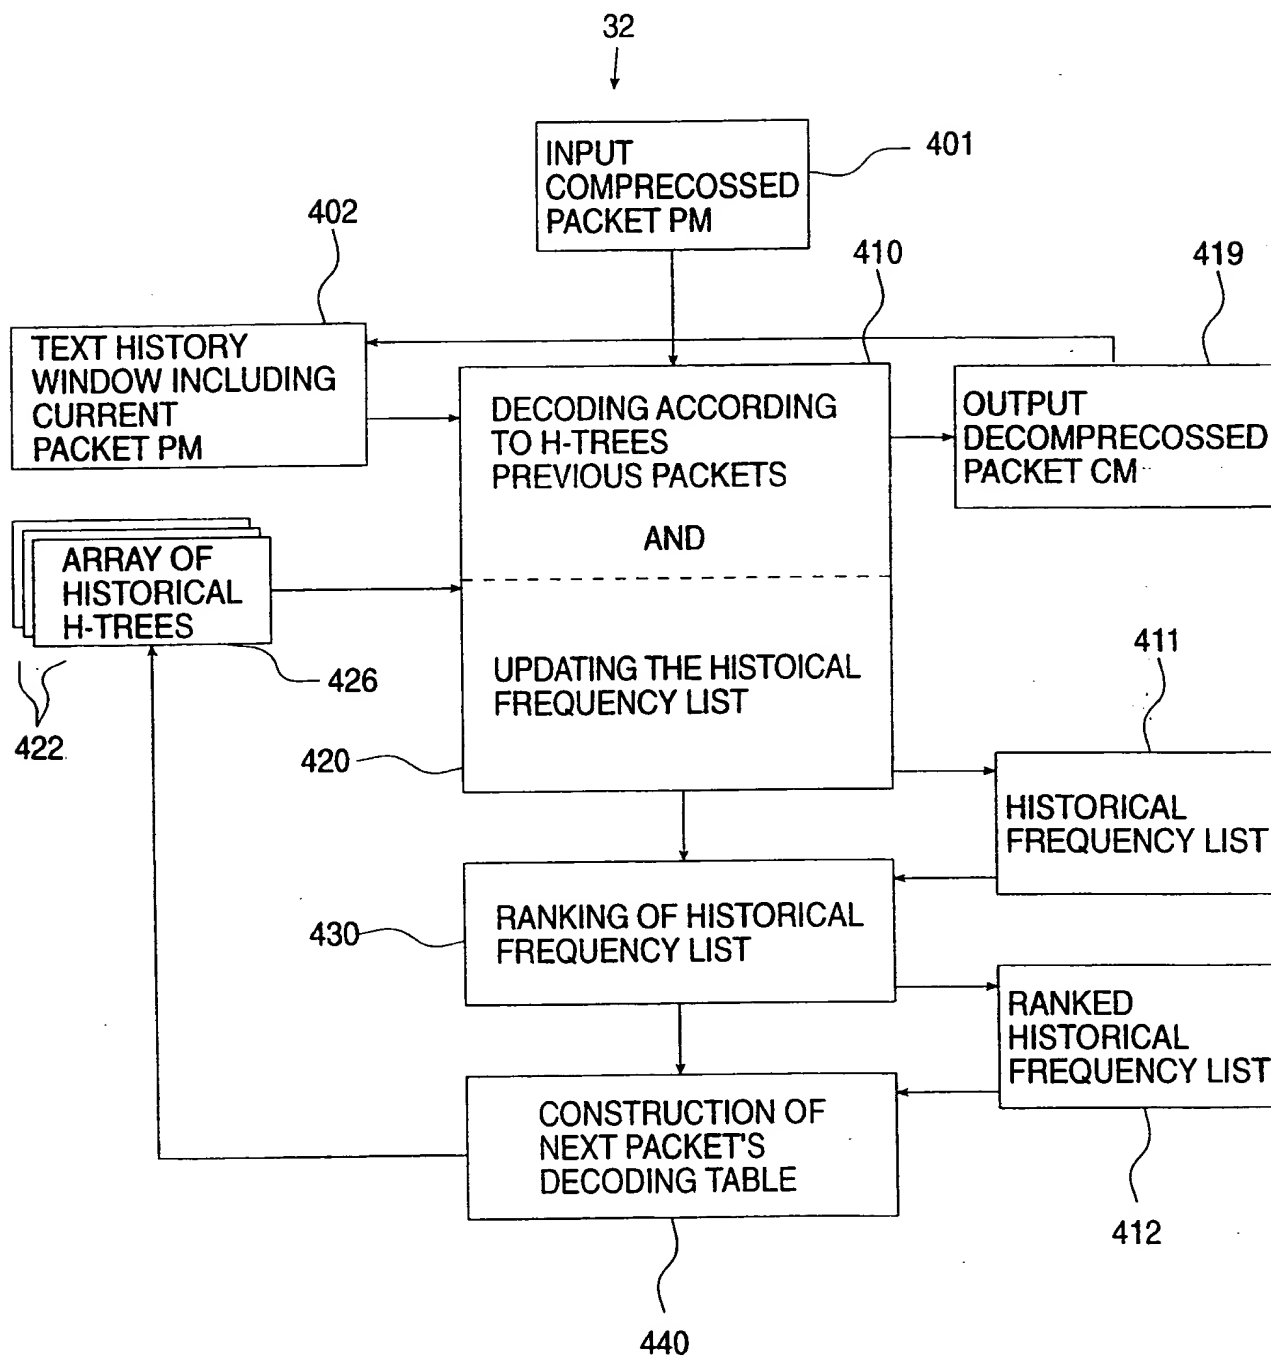 32
INPUT
COMPRECOSSED
PACKET PM
401
402
410
419
TEXT HISTORY
WINDOW INCLUDING
CURRENT
PACKET PM
DECODING ACCORDING
TO H-TREES
PREVIOUS PACKETS
AND
OUTPUT
DECOMPRECOSSED
PACKET CM
ARRAY OF
HISTORICAL
H-TREES
426
422
UPDATING THE HISTOICAL
FREQUENCY LIST
420
411
HISTORICAL
FREQUENCY LIST
430
RANKING OF HISTORICAL
FREQUENCY LIST
RANKED
HISTORICAL
FREQUENCY LIST
412
CONSTRUCTION OF
NEXT PACKET'S
DECODING TABLE
440